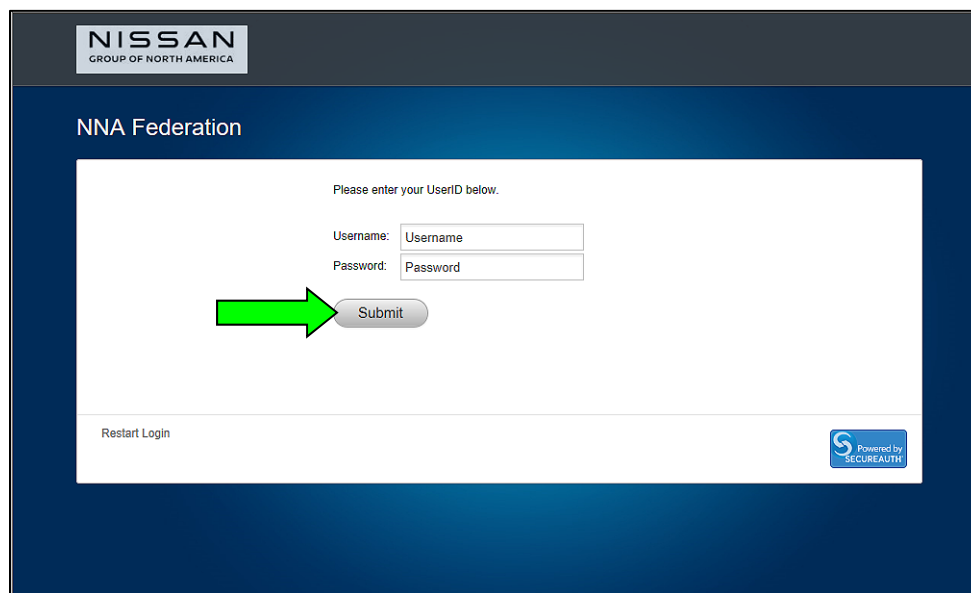 NISSAN
GROUP OF NORTH AMERICA
NNA Federation
Please enter your UserID below.
Username: Username
Password: Password
Submit
Restart Login
Powered by
SECUREAUTH